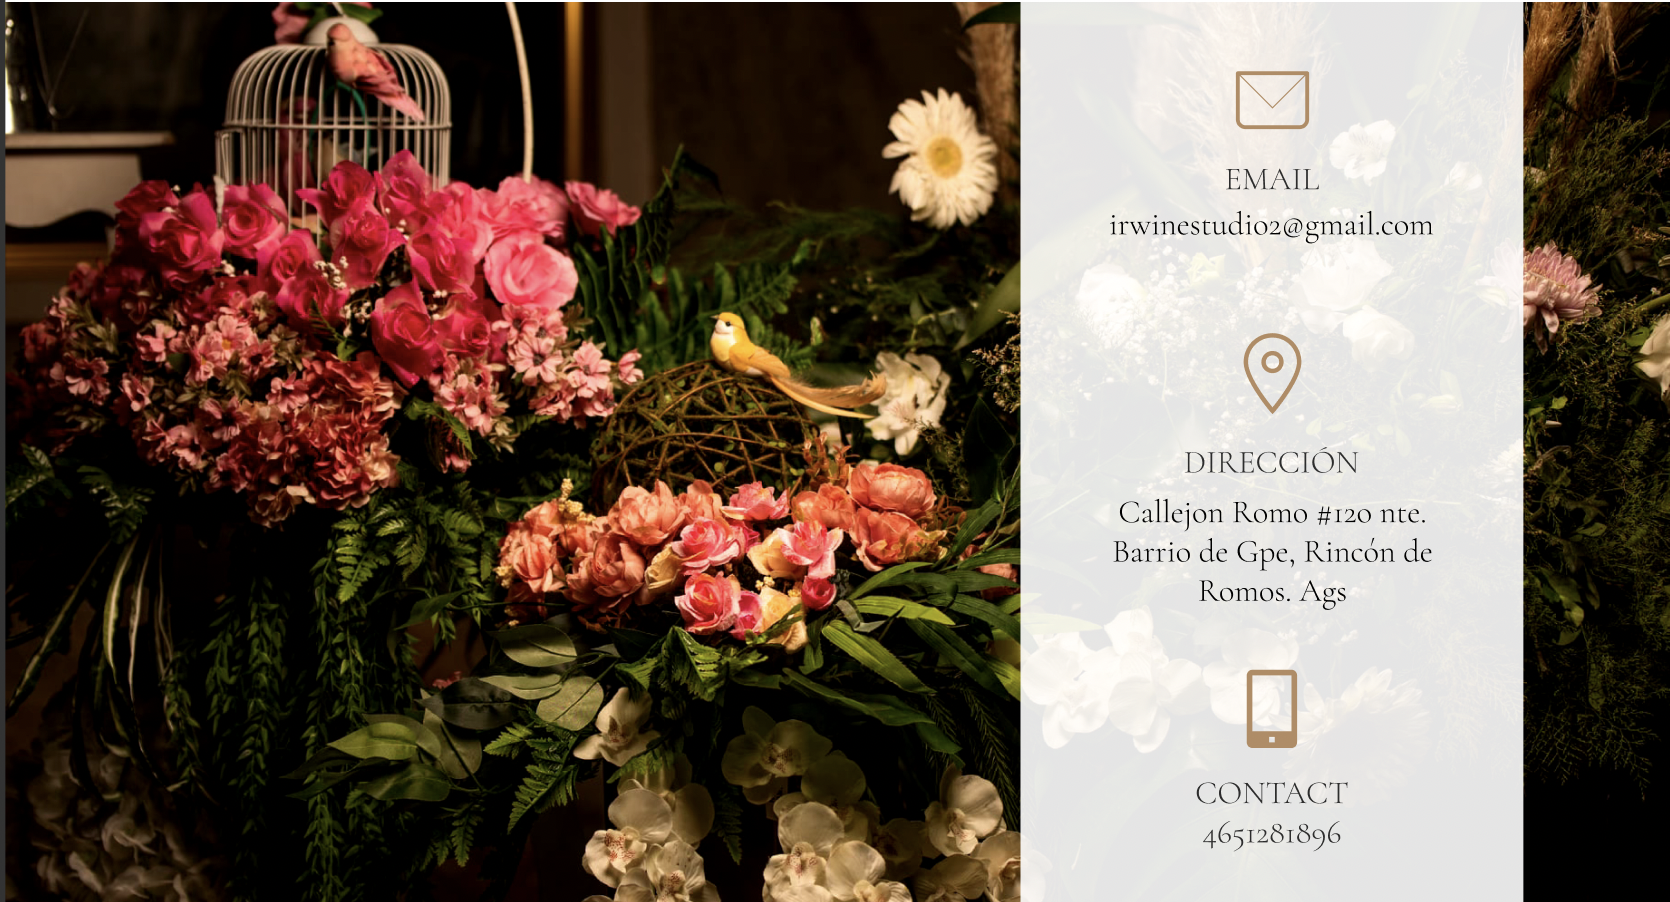 EMAIL
irwinestudio2@gmail.com
DIRECCIÓN
Callejon Romo #120 nte.
Barrio de Gpe, Rincón de
Romos. Ags
CONTACT
4651281896